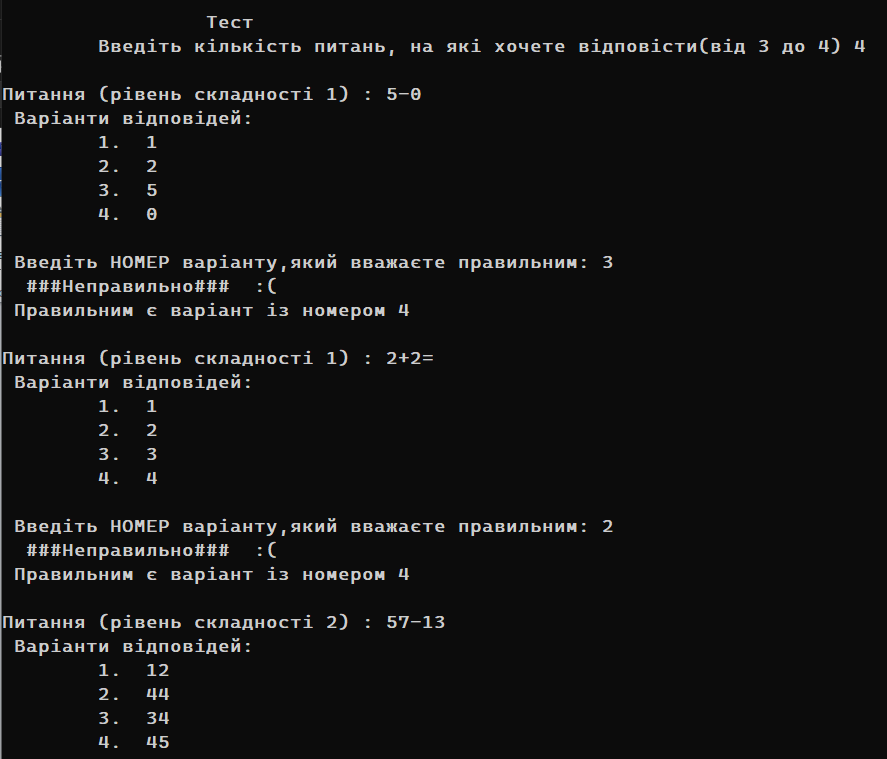 Тест
Введіть кількість питань, на які хочете відповісти(від 3 до 4) 4
Питання (рівень складності 1) : 5-0
Варіанти відповідей:
1. 1
2. 2
3. 5
4. 0
Введіть НОМЕР варіанту,який вважаєте правильним: 3
###Неправильно### :(
Правильним є варіант із номером 4
Питання (рівень складності 1) : 2+2=
Варіанти відповідей:
1. 1
2. 2
3. 3
4. 4
Введіть НОМЕР варіанту,який вважаєте правильним: 2
###Неправильно### :(
Правильним є варіант із номером 4
Питання (рівень складності 2) : 57-13
Варіанти відповідей:
1. 12
2. 44
3. 34
4. 45